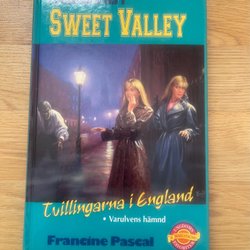 SWEET VALLEY
Tvillingarna i England
• Varulvens hämnd
Francine Pascal